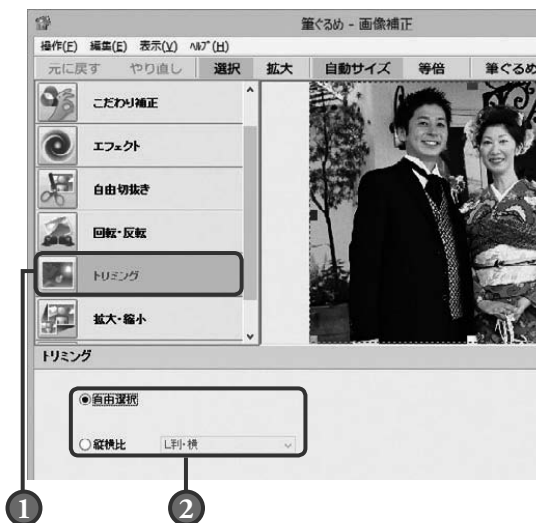 筆ぐるめ - 画像補正
操作(F) 編集(E) 表示(V) ﾍﾙﾌﾟ(H)
元に戻す やり直し 選択 拡大 自動サイズ 等倍 筆ぐるめ
こだわり補正
エフェクト
自由切抜き
回転・反転
トリミング
拡大・縮小
トリミング
自由選択
縦横比 L判・横
1 2